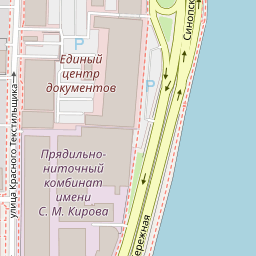 P
Синопск
Единый
центр
документов
P
улица Красного Текстильщика
Прядильно-
ниточный
комбинат
имени
С. М. Кирова
ережная